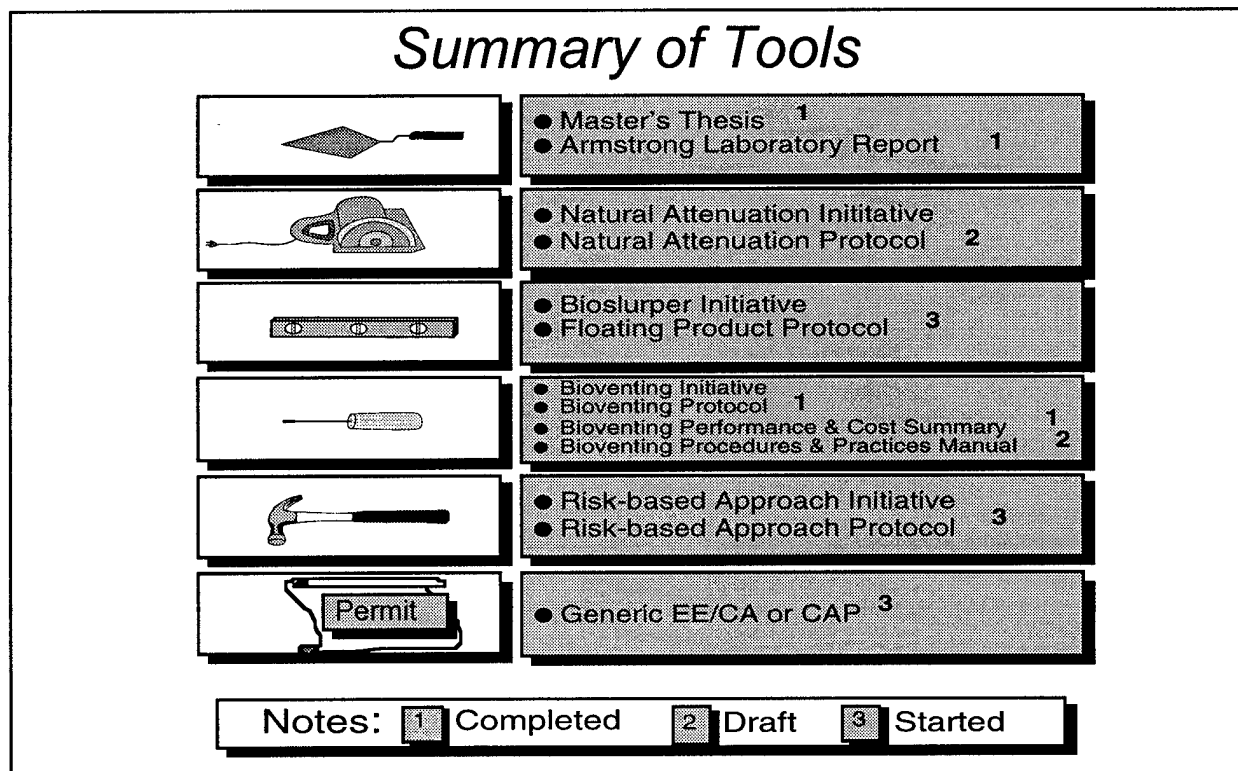 Summary of Tools
● Master's Thesis 1
● Armstrong Laboratory Report 1
● Natural Attenuation Inititative
● Natural Attenuation Protocol 2
● Bioslurper Initiative
● Floating Product Protocol 3
● Bioventing Initiative
● Bioventing Protocol 1
● Bioventing Performance & Cost Summary 1
● Bioventing Procedures & Practices Manual 2
● Risk-based Approach Initiative
● Risk-based Approach Protocol 3
Permit
● Generic EE/CA or CAP 3
Notes: 1 Completed 2 Draft 3 Started